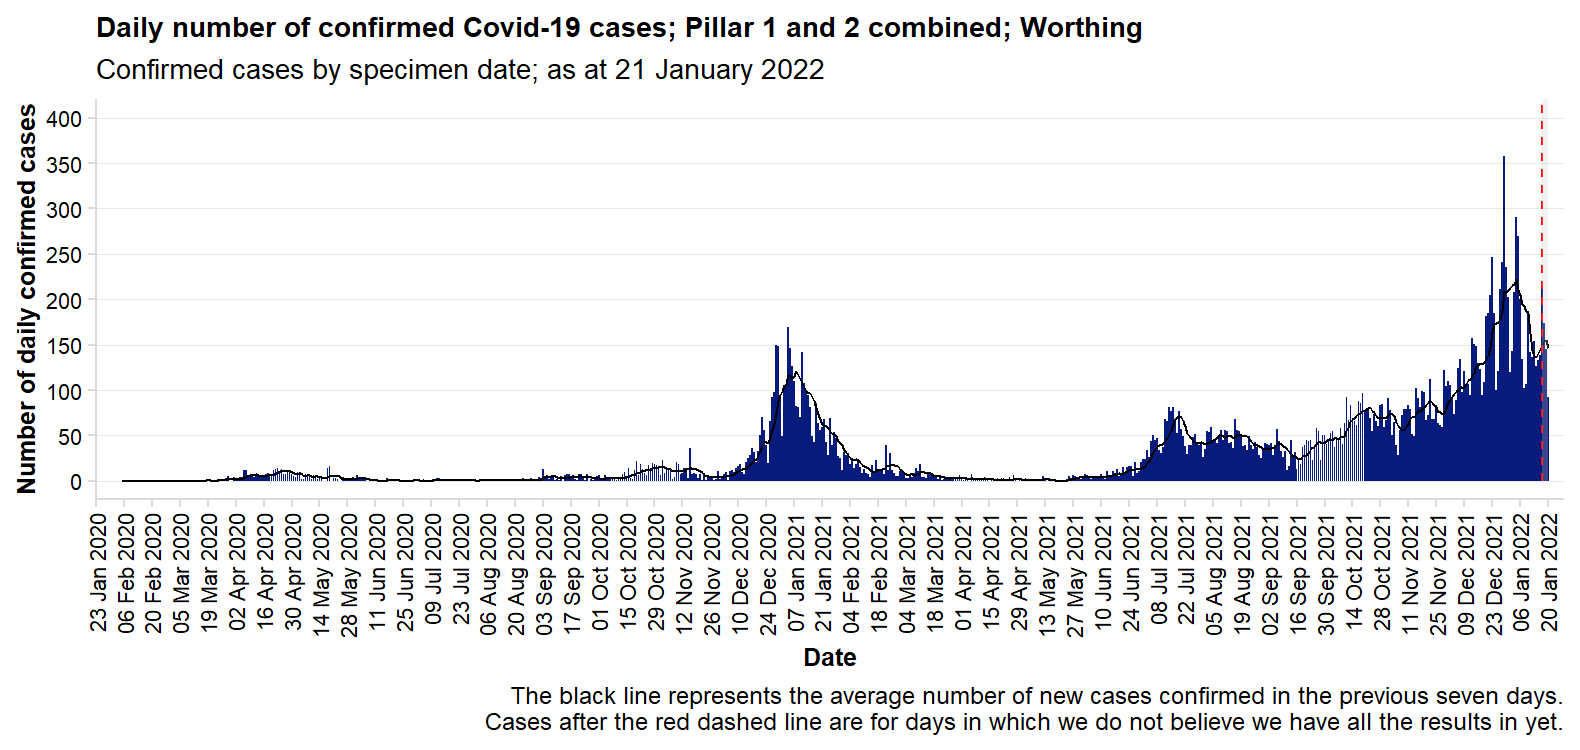 Daily number of confirmed Covid-19 cases; Pillar 1 and 2 combined; Worthing
Confirmed cases by specimen date; as at 21 January 2022
Number of daily confirmed cases
400
350
300
250
200
150
100
50
0
23 Jan 2020
06 Feb 2020
20 Feb 2020
05 Mar 2020
19 Mar 2020
02 Apr 2020
16 Apr 2020
30 Apr 2020
14 May 2020
28 May 2020
11 Jun 2020
25 Jun 2020
09 Jul 2020
23 Jul 2020
06 Aug 2020
20 Aug 2020
03 Sep 2020
17 Sep 2020
01 Oct 2020
15 Oct 2020
29 Oct 2020
12 Nov 2020
26 Nov 2020
10 Dec 2020
24 Dec 2020
07 Jan 2021
21 Jan 2021
04 Feb 2021
18 Feb 2021
04 Mar 2021
18 Mar 2021
01 Apr 2021
15 Apr 2021
29 Apr 2021
13 May 2021
27 May 2021
10 Jun 2021
24 Jun 2021
08 Jul 2021
22 Jul 2021
05 Aug 2021
19 Aug 2021
02 Sep 2021
16 Sep 2021
30 Sep 2021
14 Oct 2021
28 Oct 2021
11 Nov 2021
25 Nov 2021
09 Dec 2021
23 Dec 2021
06 Jan 2022
20 Jan 2022
Date
The black line represents the average number of new cases confirmed in the previous seven days.
Cases after the red dashed line are for days in which we do not believe we have all the results in yet.